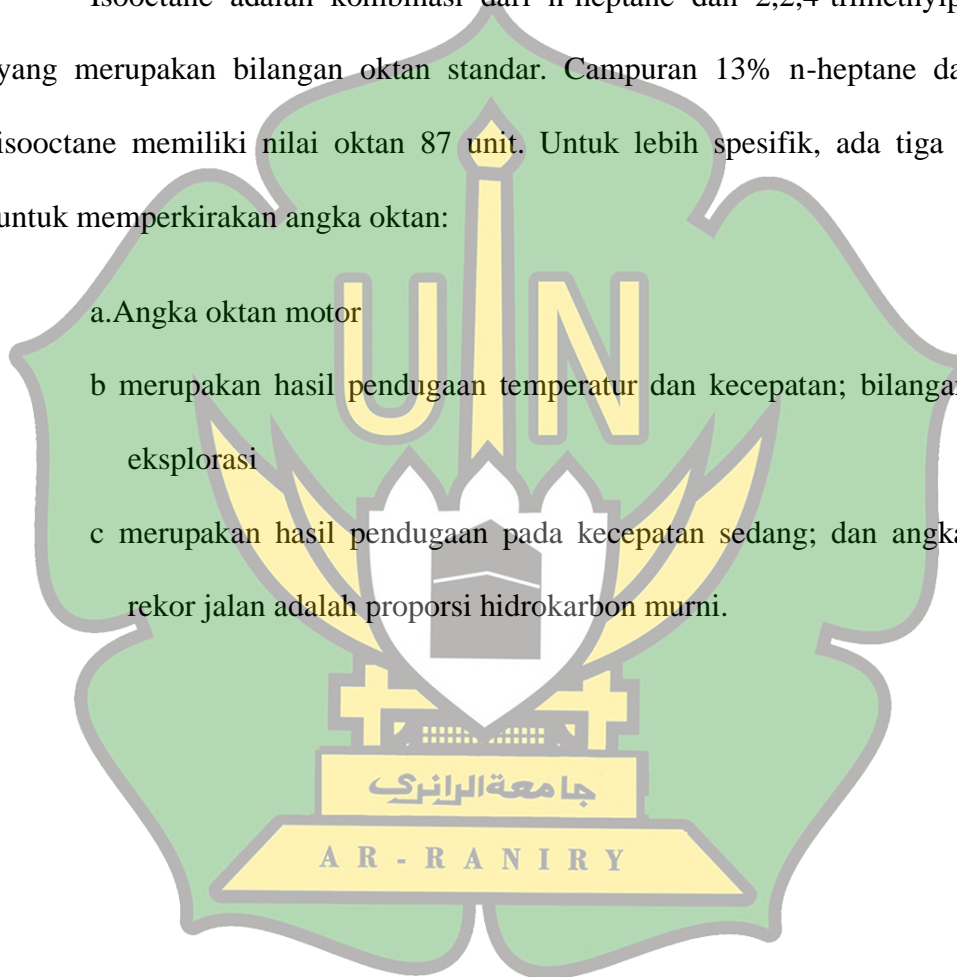 Isooctane adalah kombinasi dari n-heptane dan 2,2,4-trimethylp
yang merupakan bilangan oktan standar. Campuran 13% n-heptane da
isooctane memiliki nilai oktan 87 unit. Untuk lebih spesifik, ada tiga
untuk memperkirakan angka oktan:
a.Angka oktan motor
b merupakan hasil pendugaan temperatur dan kecepatan; bilangan
eksplorasi
c merupakan hasil pendugaan pada kecepatan sedang; dan angka
rekor jalan adalah proporsi hidrokarbon murni.
UIN
جامعة الرانري
AR-RANIRY